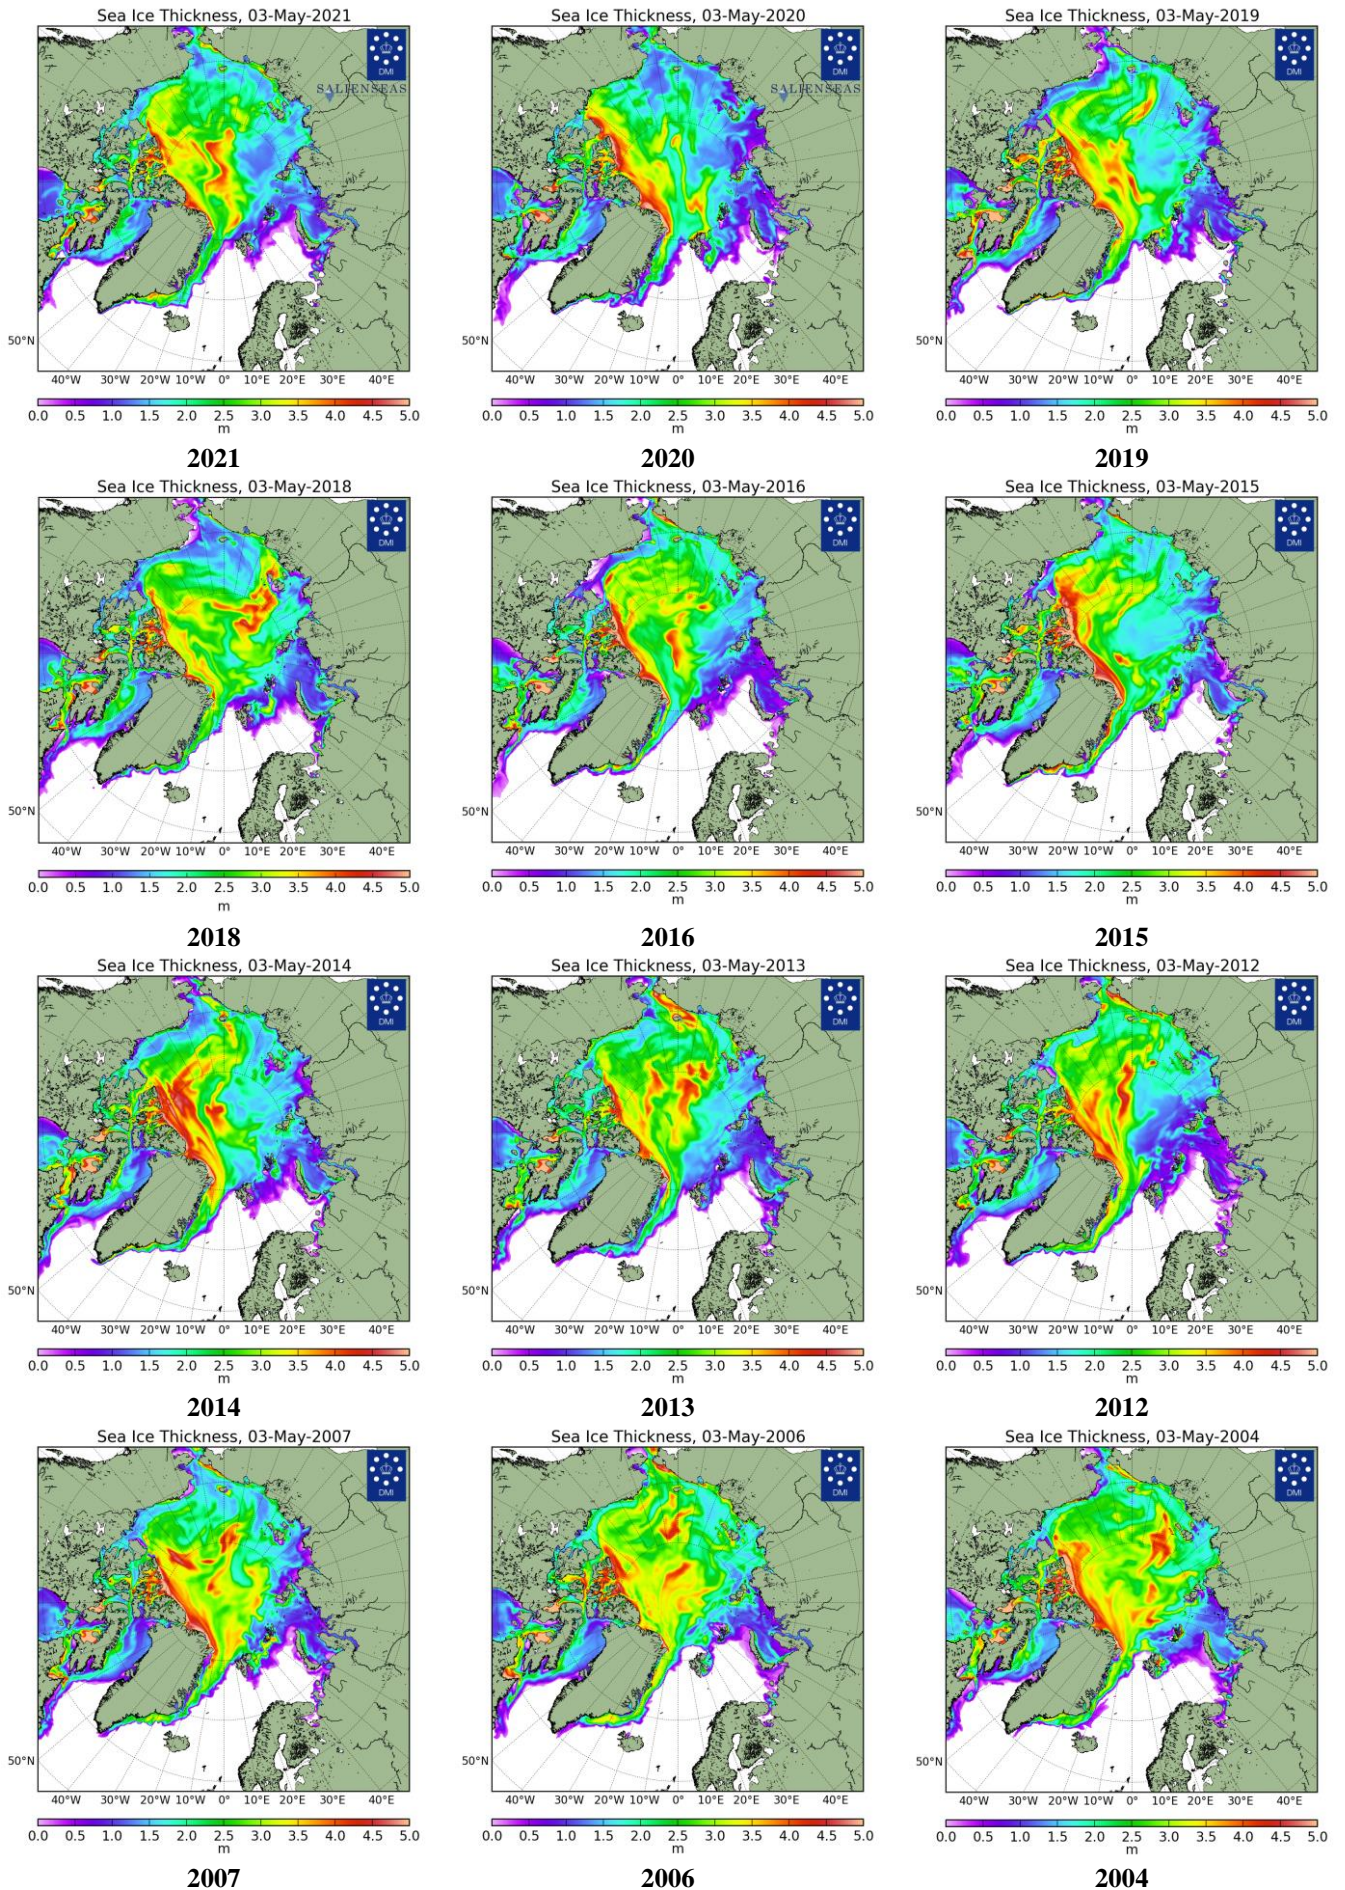 Sea Ice Thickness, 03-May-2021 Sea Ice Thickness, 03-May-2020 Sea Ice Thickness, 03-May-2019
DMI DMI DMI
SALIENSEAS SALIENSEAS
50°N 50°N
40°W 30°W 20°W 10°W 0° 10°E 20°E 30°E 40°E 40°W 30°W 20°W 10°W 0° 10°E 20°E 30°E 40°E 40°W 30°W 20°W 10°W 0° 10°E 20°E 30°E 40°E
0.0 0.5 1.0 1.5 2.0 2.5 3.0 3.5 4.0 4.5 5.0 0.0 0.5 1.0 1.5 2.0 2.5 3.0 3.5 4.0 4.5 5.0 0.0 0.5 1.0 1.5 2.0 2.5 3.0 3.5 4.0 4.5 5.0
m m m
2021 2020 2019
Sea Ice Thickness, 03-May-2018 Sea Ice Thickness, 03-May-2016 Sea Ice Thickness, 03-May-2015
DMI DMI DMI
50°N 50°N
40°W 30°W 20°W 10°W 0° 10°E 20°E 30°E 40°E 40°W 30°W 20°W 10°W 0° 10°E 20°E 30°E 40°E 40°W 30°W 20°W 10°W 0° 10°E 20°E 30°E 40°E
0.0 0.5 1.0 1.5 2.0 2.5 3.0 3.5 4.0 4.5 5.0 0.0 0.5 1.0 1.5 2.0 2.5 3.0 3.5 4.0 4.5 5.0 0.0 0.5 1.0 1.5 2.0 2.5 3.0 3.5 4.0 4.5 5.0
m m m
2018 2016 2015
Sea Ice Thickness, 03-May-2014 Sea Ice Thickness, 03-May-2013 Sea Ice Thickness, 03-May-2012
DMI DMI DMI
50°N 50°N
40°W 30°W 20°W 10°W 0° 10°E 20°E 30°E 40°E 40°W 30°W 20°W 10°W 0° 10°E 20°E 30°E 40°E 40°W 30°W 20°W 10°W 0° 10°E 20°E 30°E 40°E
0.0 0.5 1.0 1.5 2.0 2.5 3.0 3.5 4.0 4.5 5.0 0.0 0.5 1.0 1.5 2.0 2.5 3.0 3.5 4.0 4.5 5.0 0.0 0.5 1.0 1.5 2.0 2.5 3.0 3.5 4.0 4.5 5.0
m m m
2014 2013 2012
Sea Ice Thickness, 03-May-2007 Sea Ice Thickness, 03-May-2006 Sea Ice Thickness, 03-May-2004
DMI DMI DMI
50°N 50°N
40°W 30°W 20°W 10°W 0° 10°E 20°E 30°E 40°E 40°W 30°W 20°W 10°W 0° 10°E 20°E 30°E 40°E 40°W 30°W 20°W 10°W 0° 10°E 20°E 30°E 40°E
0.0 0.5 1.0 1.5 2.0 2.5 3.0 3.5 4.0 4.5 5.0 0.0 0.5 1.0 1.5 2.0 2.5 3.0 3.5 4.0 4.5 5.0 0.0 0.5 1.0 1.5 2.0 2.5 3.0 3.5 4.0 4.5 5.0
m m m
2007 2006 2004